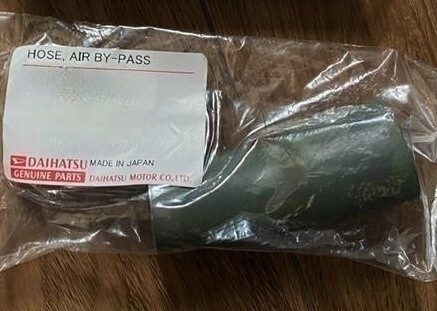 HOSE, AIR BY-PASS
DAIHATSU MADE IN JAPAN
GENUINE PARTS DAIHATSU MOTOR CO.,LTD.